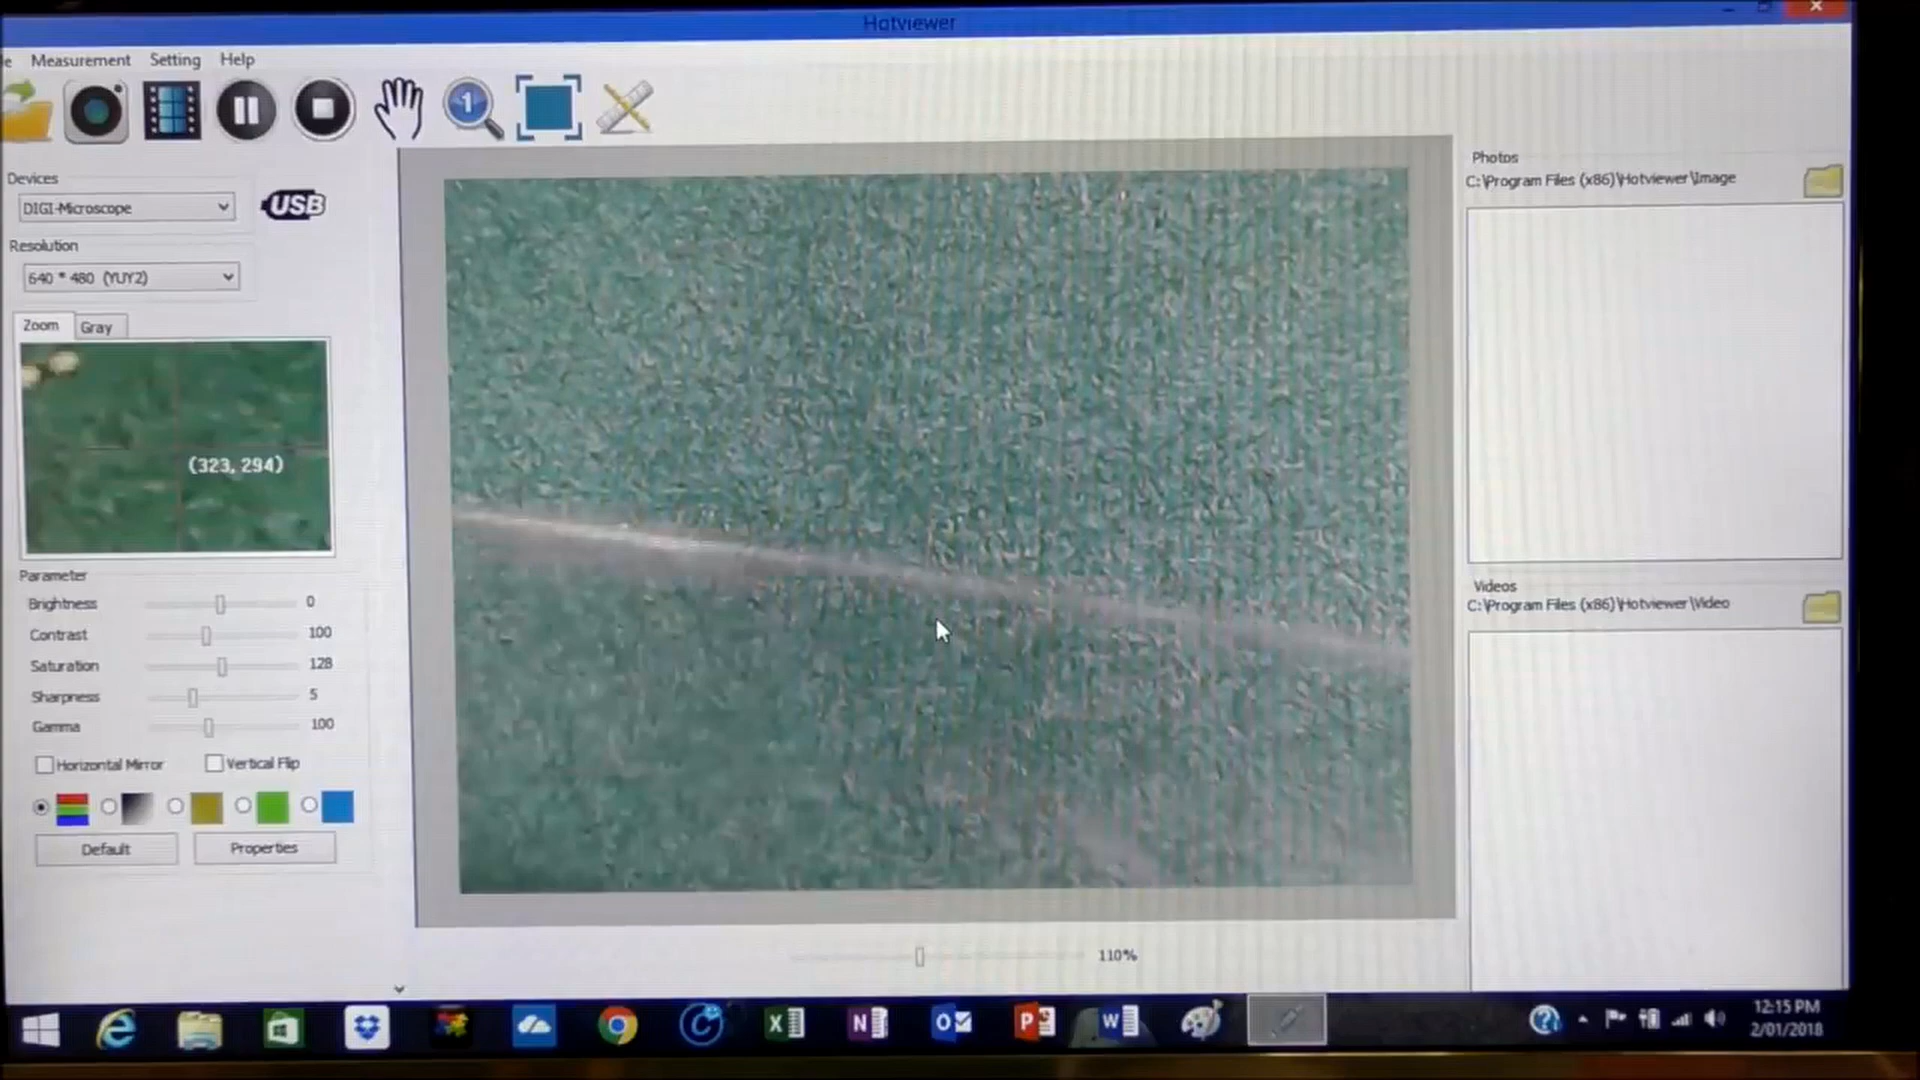 Hotviewer
le Measurement Setting Help
1
Devices
DIGI-Microscope
USB
Resolution
640 * 480 (YUY2)
Zoom Gray
(323, 294)
Parameter
Brightness 0
Contrast 100
Saturation 128
Sharpness 5
Gamma 100
Horizontal Mirror Vertical Flip
Default Properties
110%
Photos
C:\Program Files (x86)\Hotviewer\Image
Videos
C:\Program Files (x86)\Hotviewer\Video
12:15 PM
2/01/2018